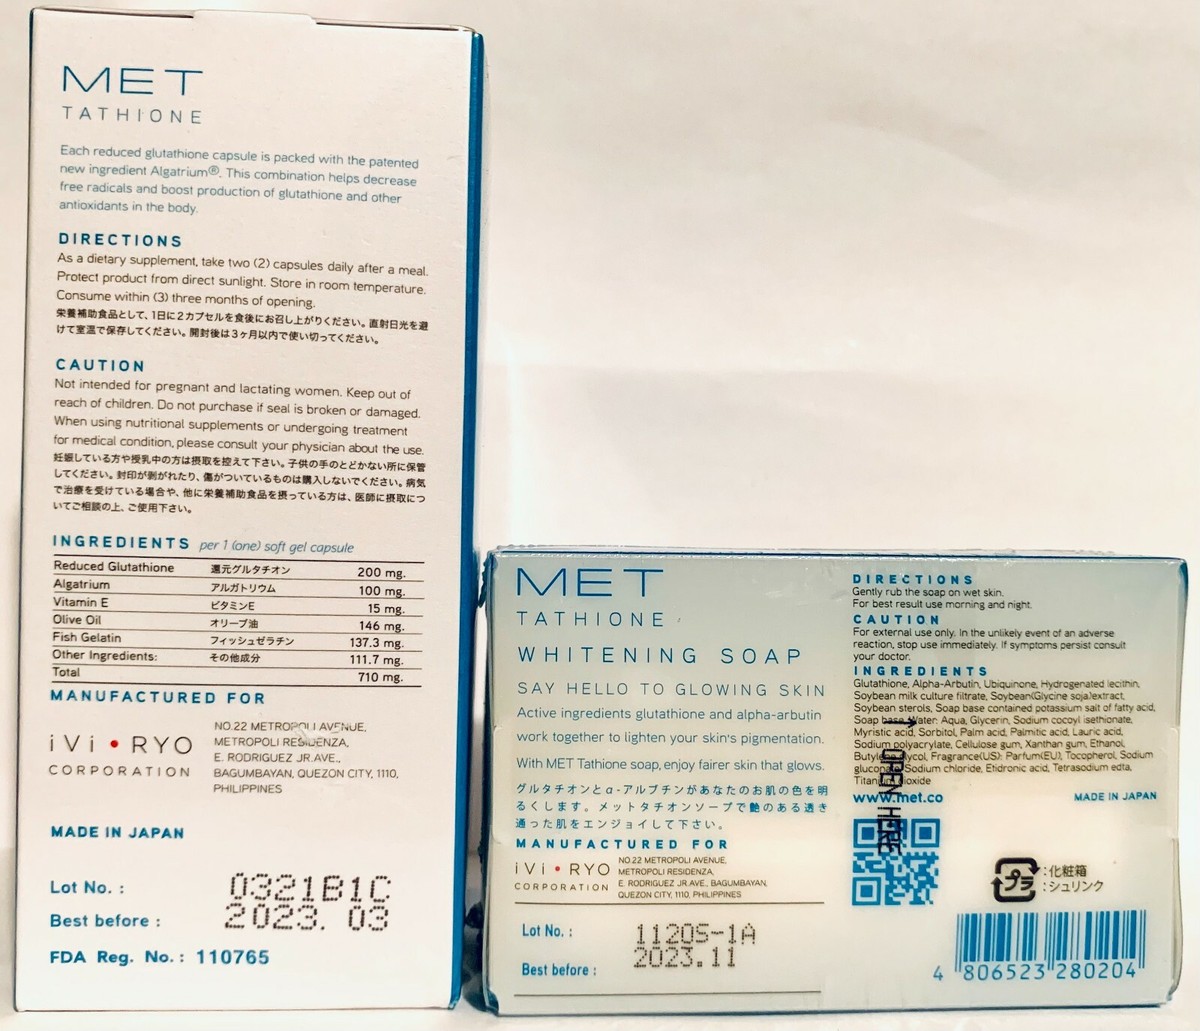 MET
TATHIONE
Each reduced glutathione capsule is packed with the patented
new ingredient Algatrium®. This combination helps decrease
free radicals and boost production of glutathione and other
antioxidants in the body.
DIRECTIONS
As a dietary supplement, take two (2) capsules daily after a meal.
Protect product from direct sunlight. Store in room temperature.
Consume within (3) three months of opening.
栄養補助食品として、1日に2カプセルを食後にお召し上がりください。直射日光を避
けて室温で保存してください。開封後は3ヶ月以内で使い切ってください。
CAUTION
Not intended for pregnant and lactating women. Keep out of
reach of children. Do not purchase if seal is broken or damaged.
When using nutritional supplements or undergoing treatment
for medical condition, please consult your physician about the use.
妊娠している方や授乳中の方は摂取を控えて下さい。子供の手のとどかない所に保管
してください。封印が剥がれたり、傷がついているものは購入しないでください。病気
で治療を受けている場合や、他に栄養補助食品を摂っている方は、医師に摂取につ
いてご相談の上、ご使用下さい。
INGREDIENTS per 1 (one) soft gel capsule
Reduced Glutathione 還元グルタチオン 200 mg.
Algatrium アルガトリウム 100 mg.
Vitamin E ビタミンE 15 mg.
Olive Oil オリーブ油 146 mg.
Fish Gelatin フィッシュゼラチン 137.3 mg.
Other Ingredients: その他成分 111.7 mg.
Total 710 mg.
MANUFACTURED FOR
iVi•RYO
CORPORATION
NO.22 METROPOLI AVENUE,
METROPOLI RESIDENZA,
E. RODRIGUEZ JR.AVE.,
BAGUMBAYAN, QUEZON CITY, 1110,
PHILIPPINES
MADE IN JAPAN
Lot No. : 0321B1C
Best before : 2023. 03
FDA Reg. No. : 110765
MET
TATHIONE
WHITENING SOAP
SAY HELLO TO GLOWING SKIN
Active ingredients glutathione and alpha-arbutin
work together to lighten your skin's pigmentation.
With MET Tathione soap, enjoy fairer skin that glows.
グルタチオンとα-アルブチンがあなたのお肌の色を明
るくします。メットタチオンソープで艶のある透き
通った肌をエンジョイして下さい。
MANUFACTURED FOR
iVi•RYO
CORPORATION
NO.22 METROPOLI AVENUE,
METROPOLI RESIDENZA,
E. RODRIGUEZ JR.AVE., BAGUMBAYAN,
QUEZON CITY, 1110, PHILIPPINES
Lot No. : 1120S-1A
Best before : 2023.11
DIRECTIONS
Gently rub the soap on wet skin.
For best result use morning and night.
CAUTION
For external use only. In the unlikely event of an adverse
reaction, stop use immediately. If symptoms persist consult
your doctor.
INGREDIENTS
Glutathione, Alpha-Arbutin, Ubiquinone, Hydrogenated lecithin,
Soybean milk culture filtrate, Soybean(Glycine soja)extract,
Soybean sterols, Soap base contained potassium salt of fatty acid,
Soap base Water: Aqua, Glycerin, Sodium cocoyl isethionate,
Myristic acid, Sorbitol, Palm acid, Palmitic acid, Lauric acid,
Sodium polyacrylate, Cellulose gum, Xanthan gum, Ethanol,
Butylene glycol, Fragrance(US): Parfum(EU), Tocopherol, Sodium
gluconate, Sodium chloride, Etidronic acid, Tetrasodium edta,
Titanium dioxide
www.met.co
MADE IN JAPAN
OPEN HERE
プラ
:化粧箱
:シュリンク
4 806523 280204